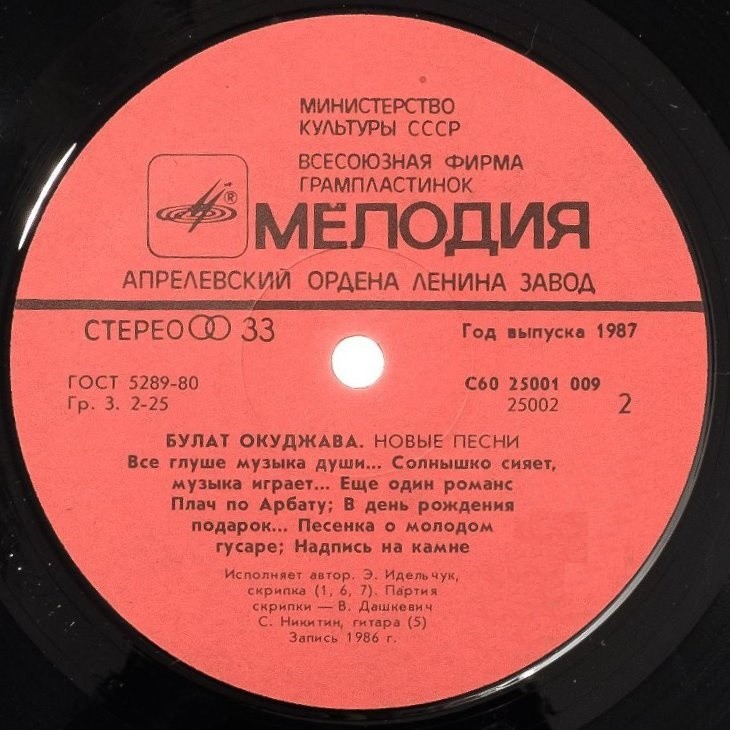 МИНИСТЕРСТВО
КУЛЬТУРЫ СССР
ВСЕСОЮЗНАЯ ФИРМА
ГРАМПЛАСТИНОК
®
МЕЛОДИЯ
АПРЕЛЕВСКИЙ ОРДЕНА ЛЕНИНА ЗАВОД
СТЕРЕО 33
Год выпуска 1987
ГОСТ 5289-80
С60 25001 009
Гр. 3. 2-25
25002 2
БУЛАТ ОКУДЖАВА. НОВЫЕ ПЕСНИ
Все глуше музыка души... Солнышко сияет,
музыка играет... Еще один романс
Плач по Арбату; В день рождения
подарок... Песенка о молодом
гусаре; Надпись на камне
Исполняет автор. Э. Идельчук,
скрипка (1, 6, 7). Партия
скрипки — В. Дашкевич
С. Никитин, гитара (5)
Запись 1986 г.